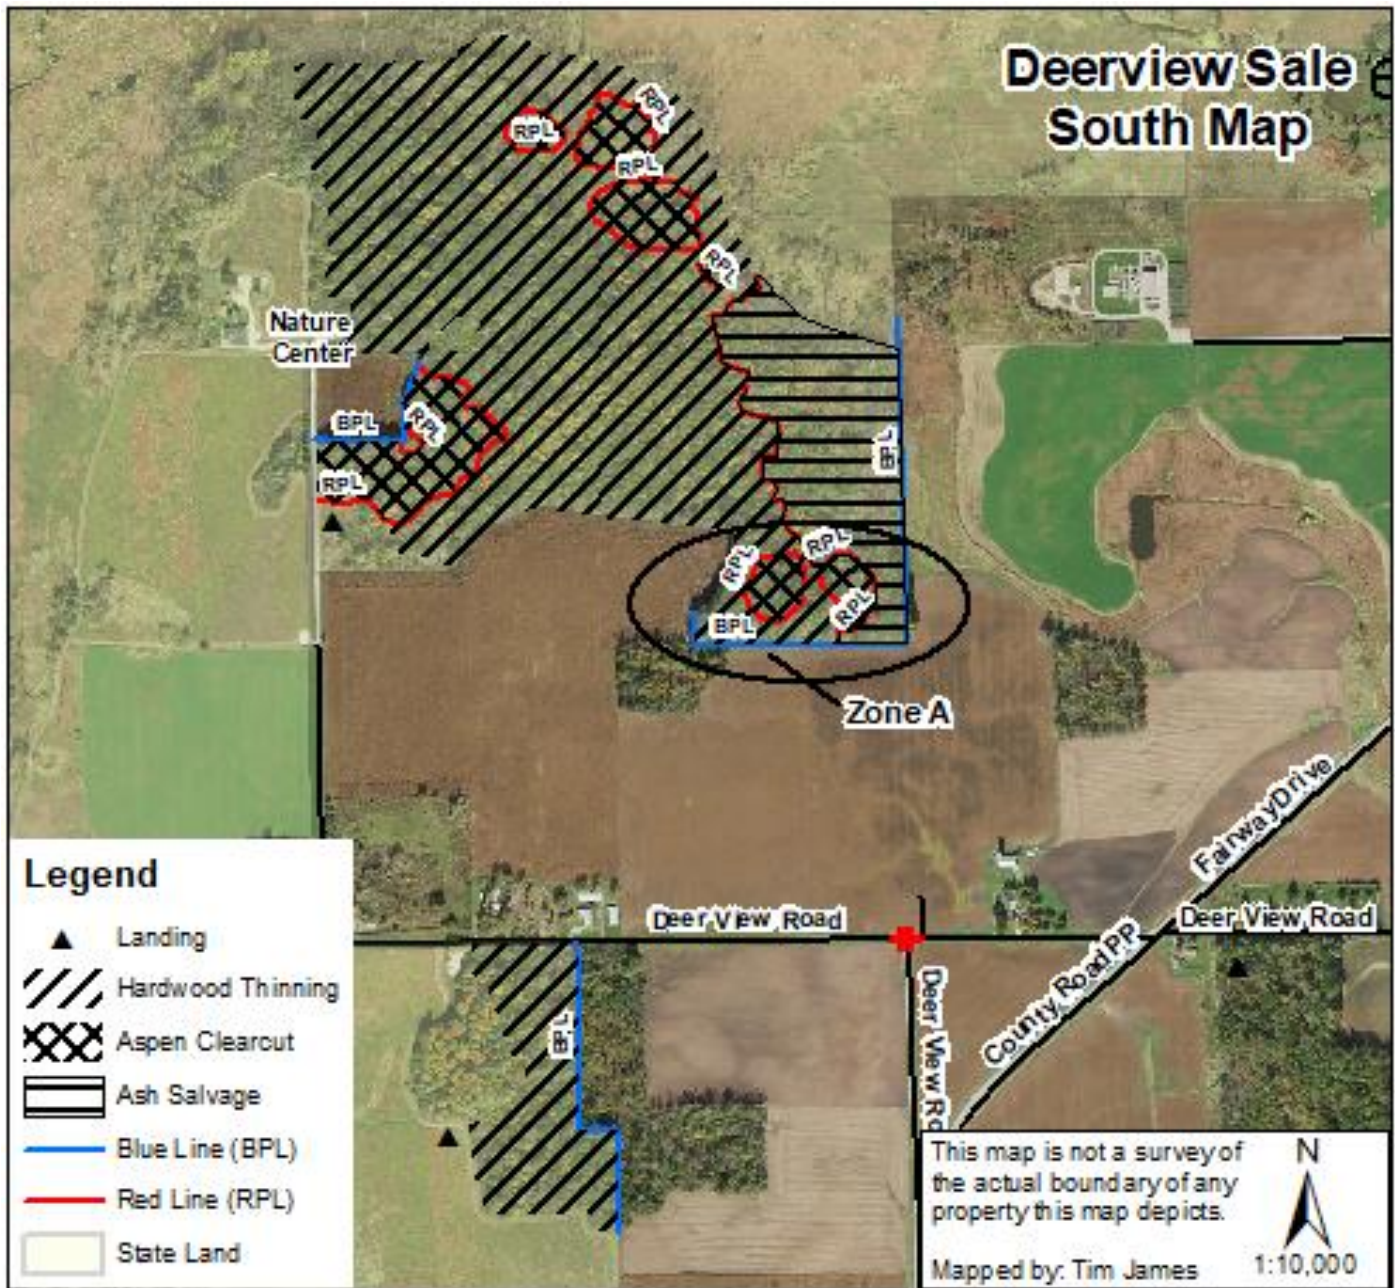 Deerview Sale
South Map
RPL
RPL
RPL
RPL
Nature
Center
BPL
RPL
RPL
BPL
RPL
RPL
RPL
BPL
Zone A
Fairway Drive
Deer View Road
Deer View Road
County Road PP
Deer View Rd
BPL
Legend
Landing
Hardwood Thinning
Aspen Clearcut
Ash Salvage
Blue Line (BPL)
Red Line (RPL)
State Land
This map is not a survey of
the actual boundary of any
property this map depicts.
Mapped by: Tim James
N
1:10,000